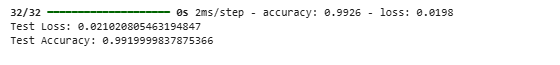 32/32 ━━━━━━━━━━━━━━━━━━━━ 0s 2ms/step - accuracy: 0.9926 - loss: 0.0198
Test Loss: 0.021020805463194847
Test Accuracy: 0.9919999837875366